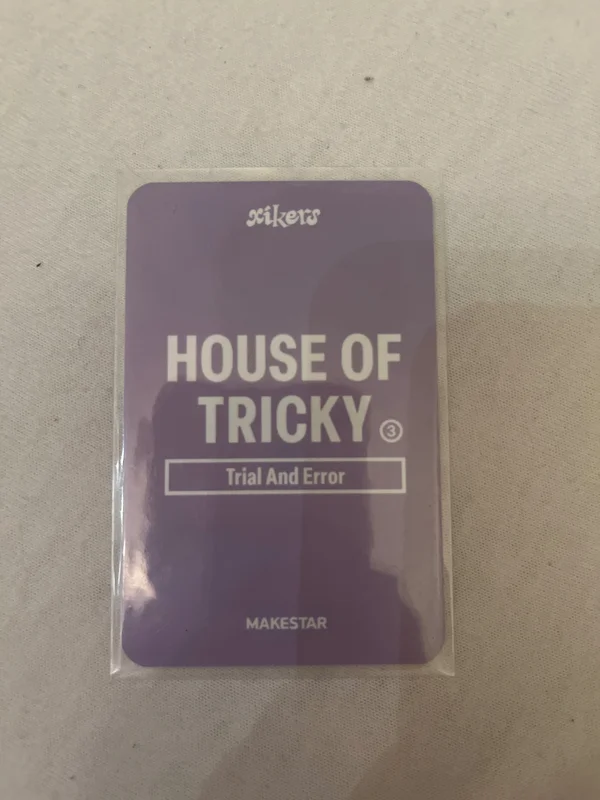 xikers
HOUSE OF
TRICKY ③
Trial And Error
MAKESTAR